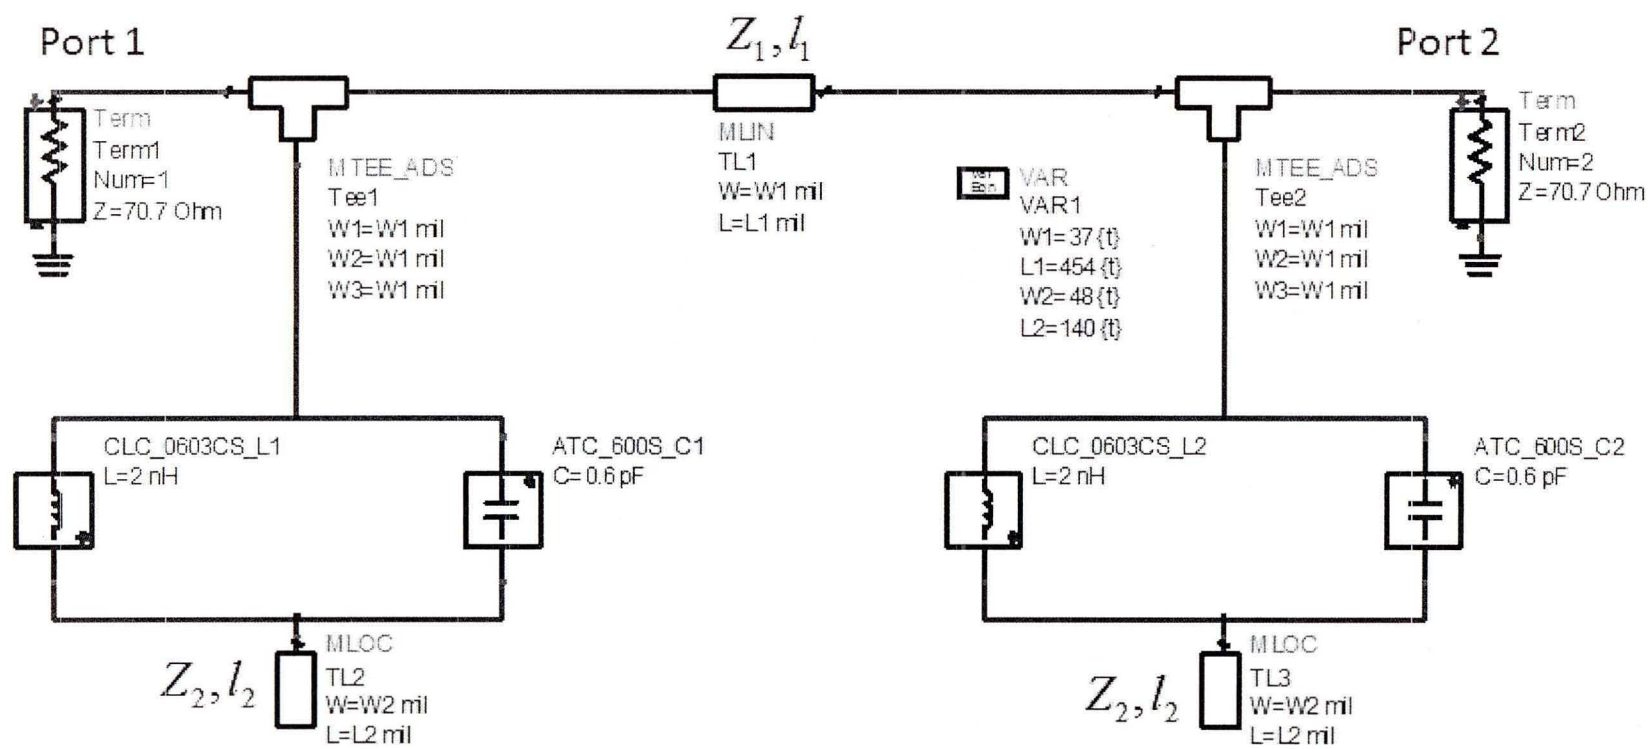 Port 1
Z₁, l₁
Port 2
Term
Term1
Num=1
Z=70.7 Ohm
MTEE_ADS
Tee1
W1=W1 mil
W2=W1 mil
W3=W1 mil
MLIN
TL1
W=W1 mil
L=L1 mil
Var
Eqn
VAR
VAR1
W1=37 {t}
L1=454 {t}
W2=48 {t}
L2=140 {t}
MTEE_ADS
Tee2
W1=W1 mil
W2=W1 mil
W3=W1 mil
Term
Term2
Num=2
Z=70.7 Ohm
CLC_0603CS_L1
L=2 nH
ATC_600S_C1
C=0.6 pF
CLC_0603CS_L2
L=2 nH
ATC_600S_C2
C=0.6 pF
Z₂, l₂
MLOC
TL2
W=W2 mil
L=L2 mil
Z₂, l₂
MLOC
TL3
W=W2 mil
L=L2 mil